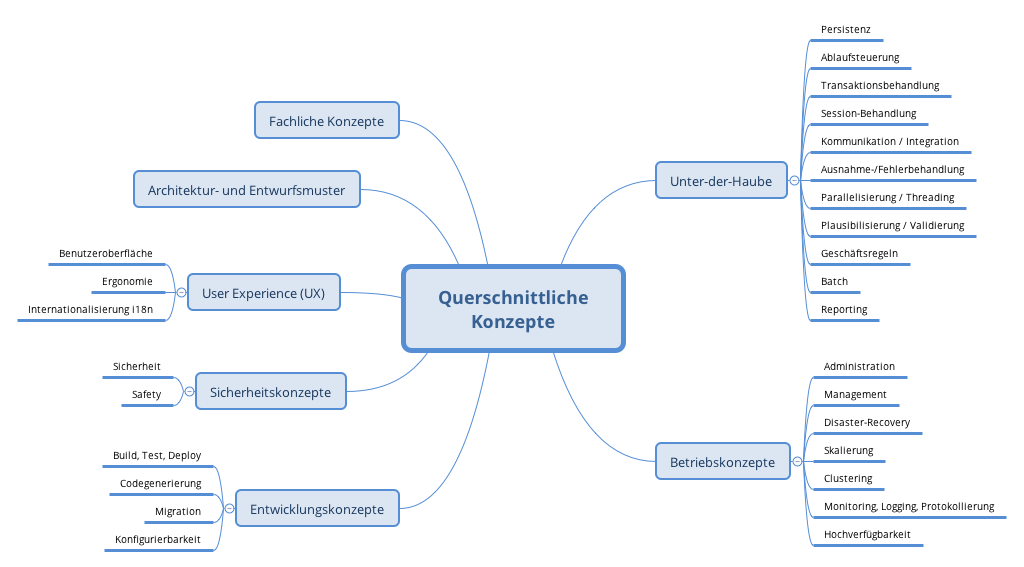 Querschnittliche
Konzepte
Fachliche Konzepte
Architektur- und Entwurfsmuster
User Experience (UX)
Benutzeroberfläche
Ergonomie
Internationalisierung i18n
Sicherheitskonzepte
Sicherheit
Safety
Entwicklungskonzepte
Build, Test, Deploy
Codegenerierung
Migration
Konfigurierbarkeit
Unter-der-Haube
Persistenz
Ablaufsteuerung
Transaktionsbehandlung
Session-Behandlung
Kommunikation / Integration
Ausnahme-/Fehlerbehandlung
Parallelisierung / Threading
Plausibilisierung / Validierung
Geschäftsregeln
Batch
Reporting
Betriebskonzepte
Administration
Management
Disaster-Recovery
Skalierung
Clustering
Monitoring, Logging, Protokollierung
Hochverfügbarkeit